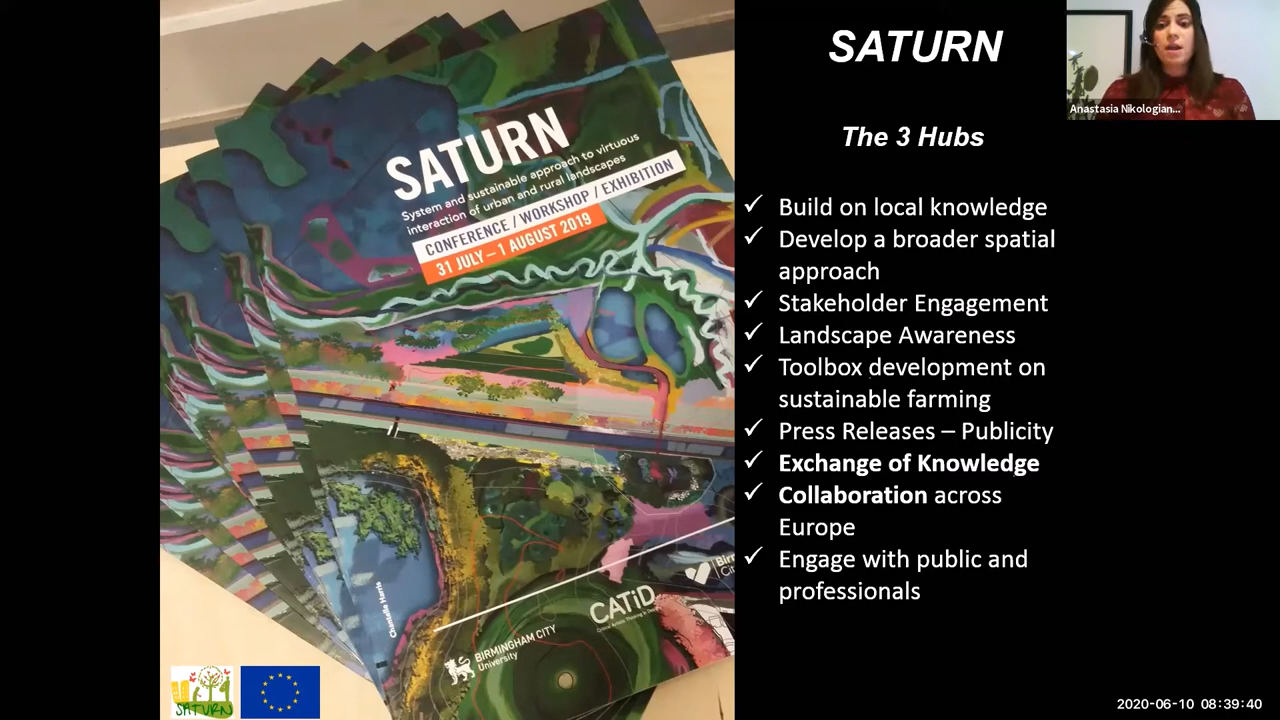 SATURN
The 3 Hubs
Build on local knowledge
Develop a broader spatial
approach
Stakeholder Engagement
Landscape Awareness
Toolbox development on
sustainable farming
Press Releases – Publicity
Exchange of Knowledge
Collaboration across
Europe
Engage with public and
professionals
Anastasia Nikologian...
SATURN
System and sustainable approach to virtuous
interaction of urban and rural landscapes
CONFERENCE / WORKSHOP / EXHIBITION
31 JULY – 1 AUGUST 2019
Chantelle Harris
CATiD
BIRMINGHAM CITY
University
SATURN
2020-06-10 08:39:40